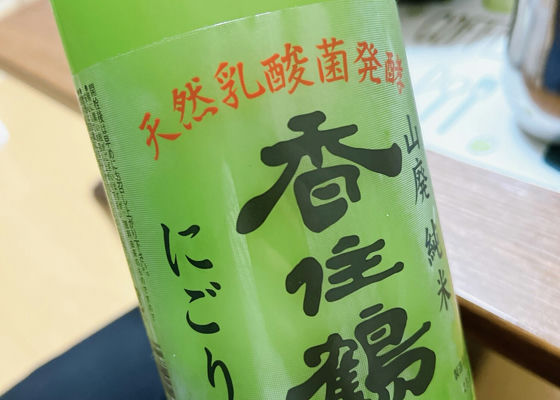 天然乳酸菌発酵
山廃 純米
香住鶴
にごり